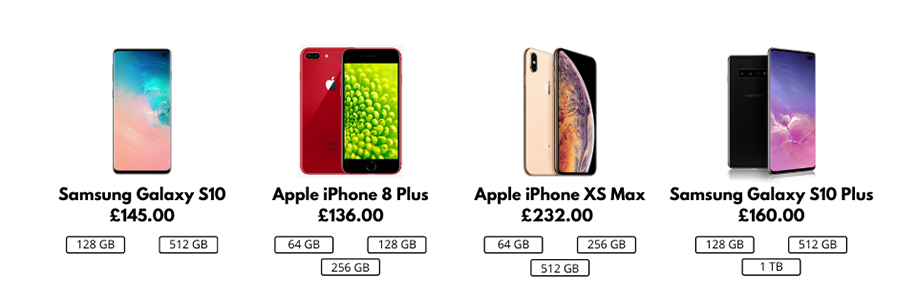 Samsung Galaxy S10
£145.00
128 GB
512 GB
Apple iPhone 8 Plus
£136.00
64 GB
128 GB
256 GB
Apple iPhone XS Max
£232.00
64 GB
256 GB
512 GB
Samsung Galaxy S10 Plus
£160.00
128 GB
512 GB
1 TB